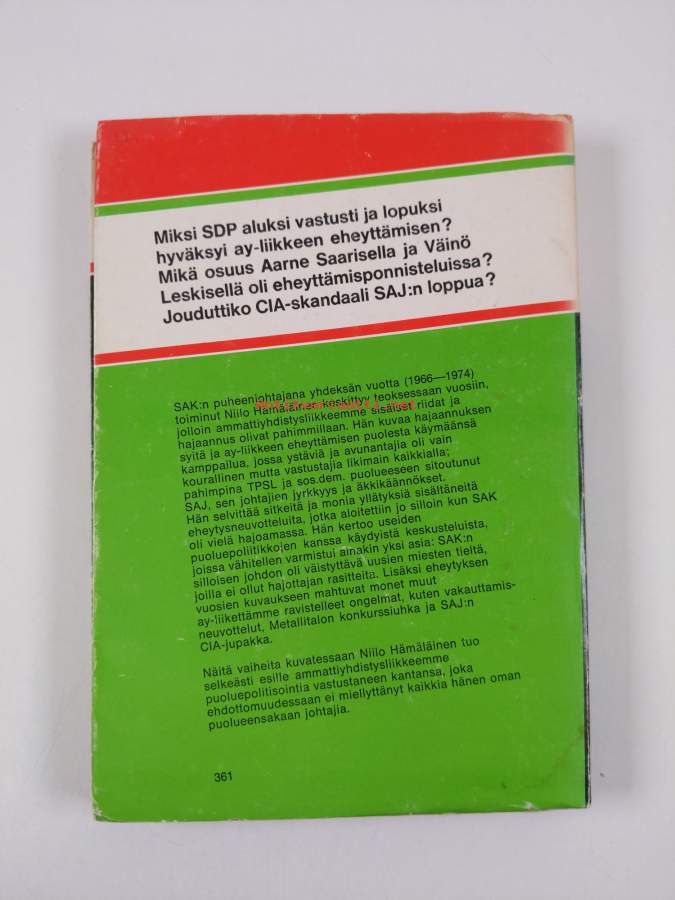 Miksi SDP aluksi vastusti ja lopuksi
hyväksyi ay-liikkeen eheyttämisen?
Mikä osuus Aarne Saarisella ja Väinö
Leskisellä oli eheyttämisponnisteluissa?
Jouduttiko CIA-skandaali SAJ:n loppua?
SAK:n puheenjohtajana yhdeksän vuotta (1966—1974)
toiminut Niilo Hämäläinen keskittyy teoksessaan vuosiin,
jolloin ammattiyhdistysliikkeemme sisäiset riidat ja
hajaannus olivat pahimmillaan. Hän kuvaa hajaannuksen
syitä ja ay-liikkeen eheyttämisen puolesta käymäänsä
kamppailua, jossa ystäviä ja avunantajia oli vain
kourallinen mutta vastustajia likimain kaikkialla;
pahimpina TPSL ja sos.dem. puolueeseen sitoutunut
SAJ, sen johtajien jyrkkyys ja äkkikäännökset.
Hän selvittää sitkeitä ja monia yllätyksiä sisältäneitä
eheytysneuvotteluita, jotka aloitettiin jo silloin kun SAK
oli vielä hajoamassa. Hän kertoo useiden
puoluepoliitikkojen kanssa käydyistä keskusteluista,
joissa vähitellen varmistui ainakin yksi asia: SAK:n
silloisen johdon oli väistyttävä uusien miesten tieltä,
joilla ei ollut hajottajan rasitteita. Lisäksi eheytyksen
vuosien kuvaukseen mahtuvat monet muut
ay-liikettämme ravistelleet ongelmat, kuten vakauttamis-
neuvottelut, Metallitalon konkurssiuhka ja SAJ:n
CIA-jupakka.
Näitä vaiheita kuvatessaan Niilo Hämäläinen tuo
selkeästi esille ammattiyhdistysliikkeemme
puoluepolitisointia vastustaneen kantansa, joka
ehdottomuudessaan ei miellyttänyt kaikkia hänen oman
puolueensakaan johtajia.
361